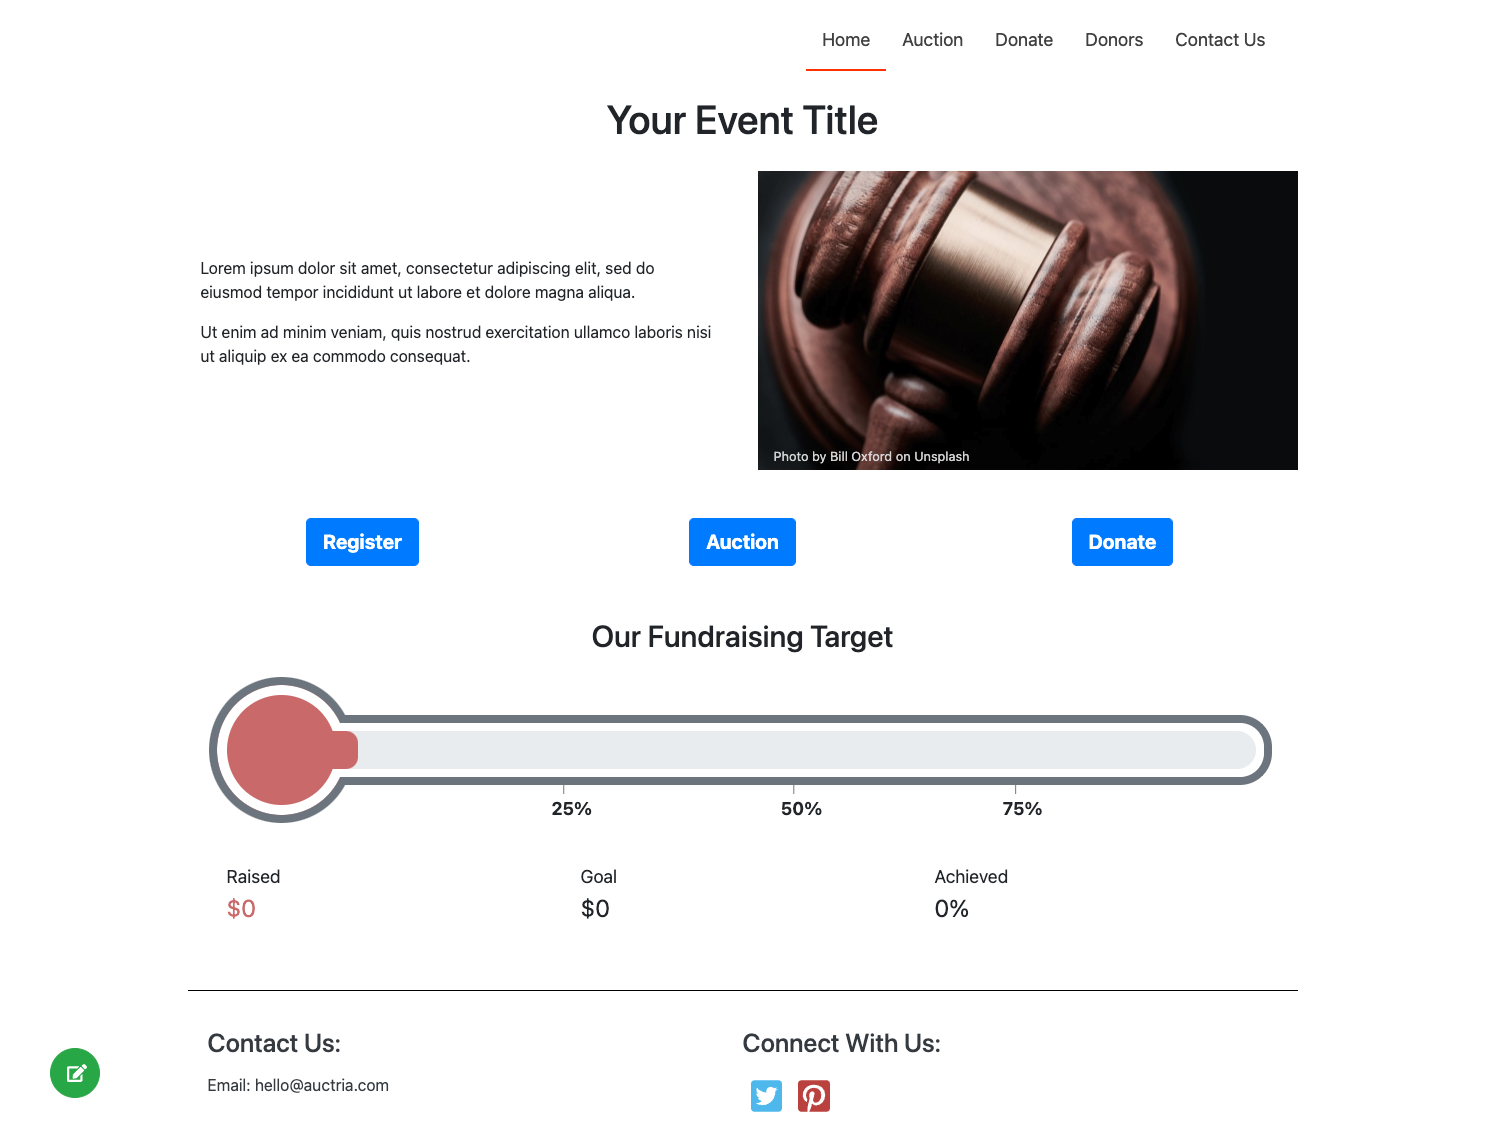 Home Auction Donate Donors Contact Us
Your Event Title
Lorem ipsum dolor sit amet, consectetur adipiscing elit, sed do
eiusmod tempor incididunt ut labore et dolore magna aliqua.
Ut enim ad minim veniam, quis nostrud exercitation ullamco laboris nisi
ut aliquip ex ea commodo consequat.
Photo by Bill Oxford on Unsplash
Register Auction Donate
Our Fundraising Target
25% 50% 75%
Raised Goal Achieved
$0 $0 0%
Contact Us:
Email: hello@auctria.com
Connect With Us: